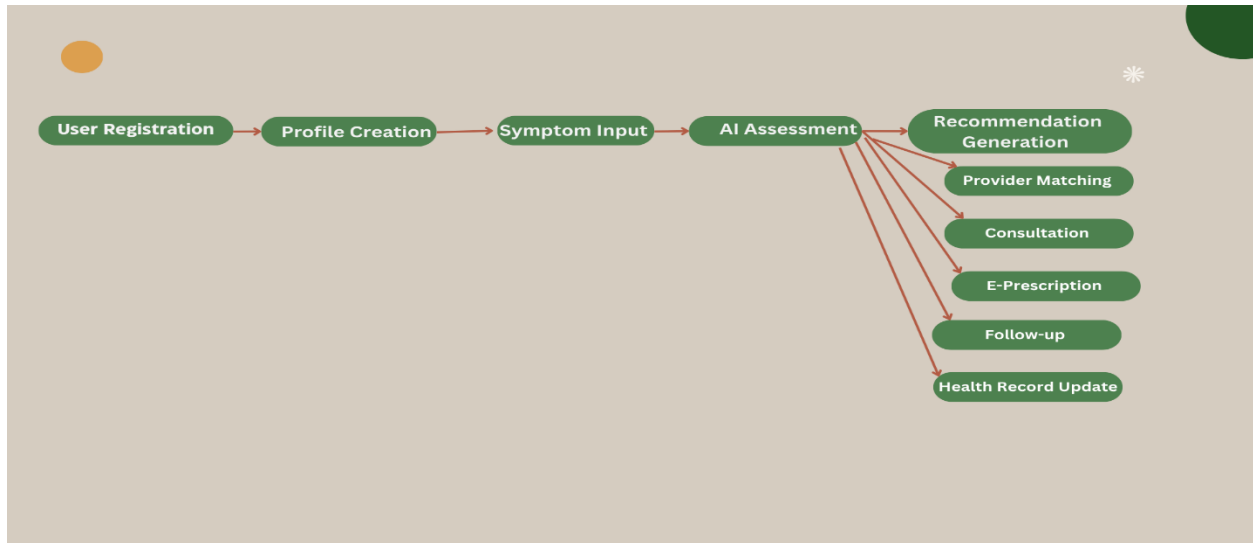 User Registration
Profile Creation
Symptom Input
AI Assessment
Recommendation
Generation
Provider Matching
Consultation
E-Prescription
Follow-up
Health Record Update